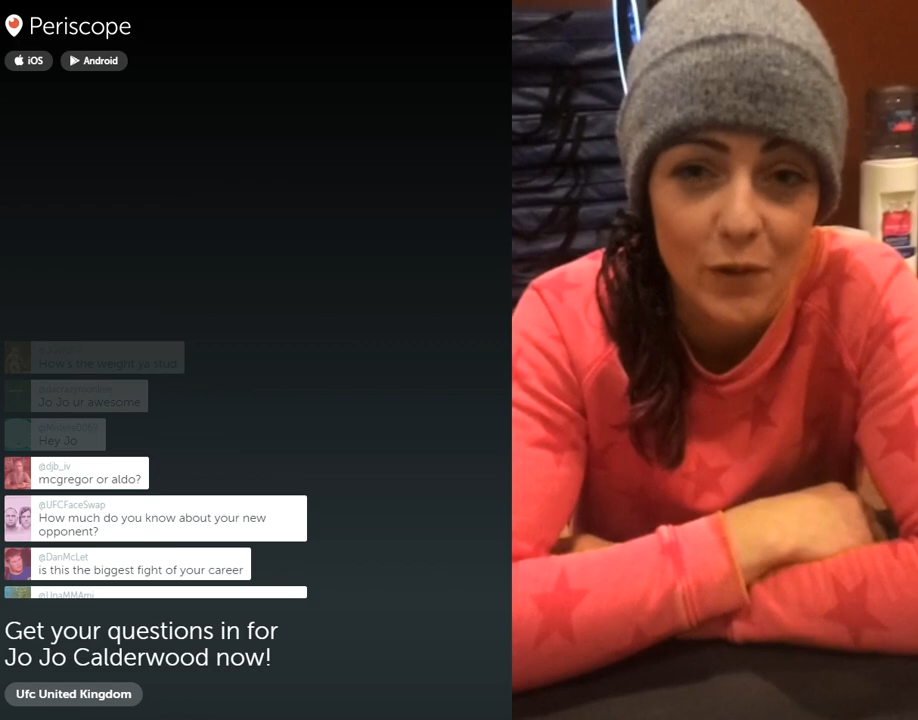 Periscope
iOS
Android
How's the weight ya stud
Jo Jo ur awesome
Hey Jo
@djb_iv
mcgregor or aldo?
@UFCFaceSwap
How much do you know about your new
opponent?
@DanMcLet
is this the biggest fight of your career
@UnaMMAmi
Get your questions in for
Jo Jo Calderwood now!
Ufc United Kingdom